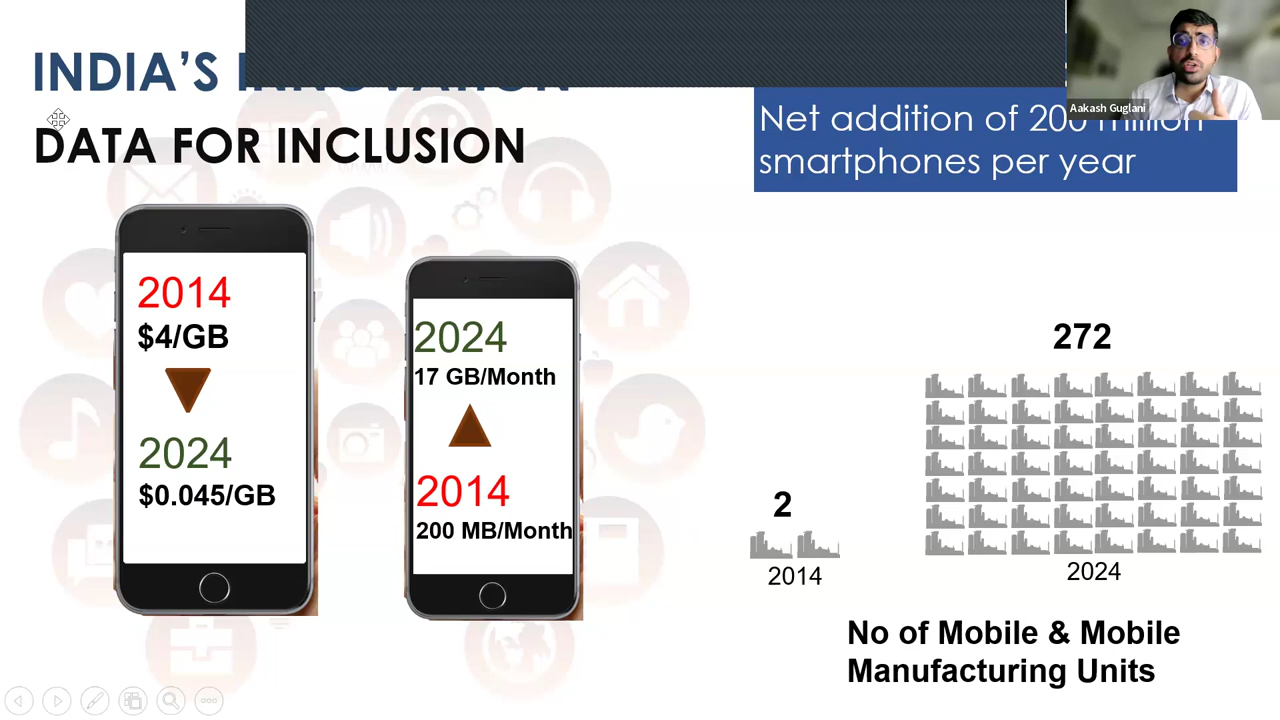 INDIA’S INNOVATION
DATA FOR INCLUSION
Aakash Guglani
Net addition of 200 million
smartphones per year
2014
$4/GB
2024
$0.045/GB
2024
17 GB/Month
2014
200 MB/Month
2
2014
272
2024
No of Mobile & Mobile
Manufacturing Units